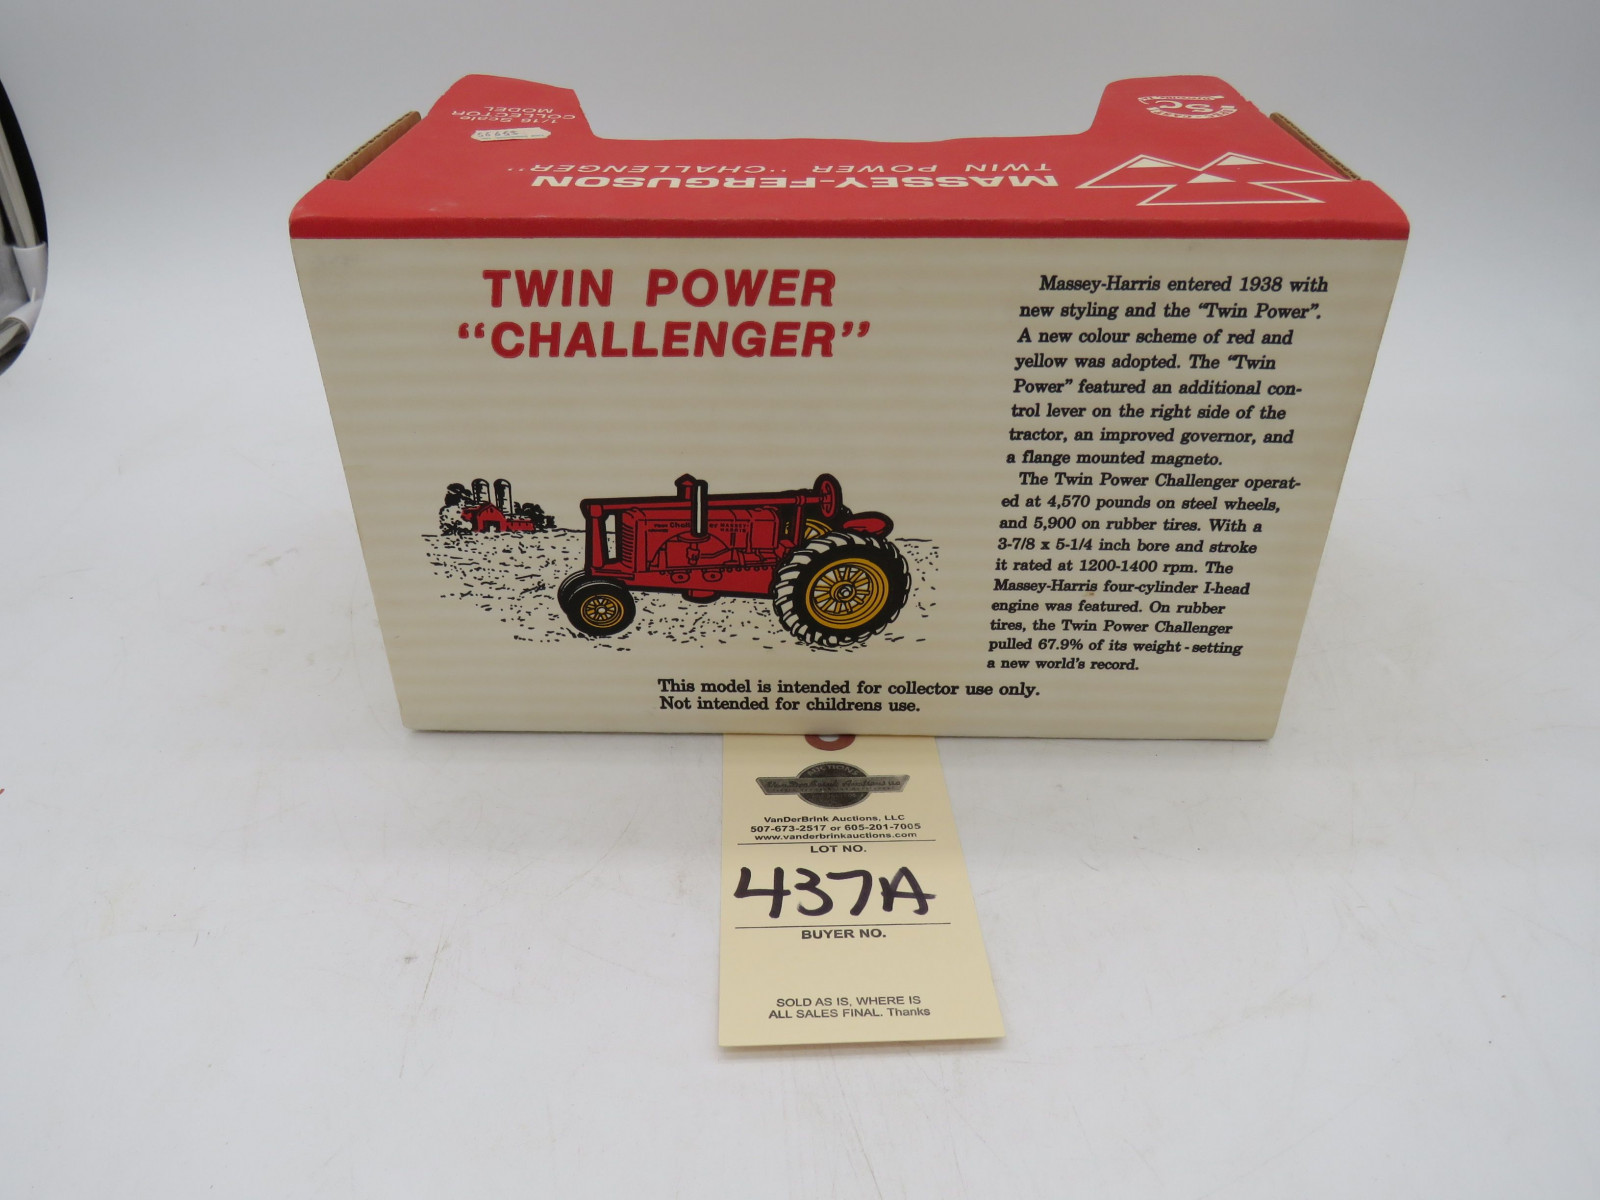 1/16 Scale
COLLECTOR
MODEL
MASSEY-FERGUSON
TWIN POWER "CHALLENGER"
SC
TWIN POWER
“CHALLENGER”
Massey-Harris entered 1938 with
new styling and the “Twin Power”.
A new colour scheme of red and
yellow was adopted. The “Twin
Power” featured an additional con-
trol lever on the right side of the
tractor, an improved governor, and
a flange mounted magneto.
The Twin Power Challenger operat-
ed at 4,570 pounds on steel wheels,
and 5,900 on rubber tires. With a
3-7/8 x 5-1/4 inch bore and stroke
it rated at 1200-1400 rpm. The
Massey-Harris four-cylinder I-head
engine was featured. On rubber
tires, the Twin Power Challenger
pulled 67.9% of its weight - setting
a new world's record.
Challenger
This model is intended for collector use only.
Not intended for childrens use.
AUCTIONS
VanDerBrink Auctions LLC
VanDerBrink Auctions, LLC
507-673-2517 or 605-201-7005
www.vanderbrinkauctions.com
LOT NO.
437A
BUYER NO.
SOLD AS IS, WHERE IS
ALL SALES FINAL. Thanks